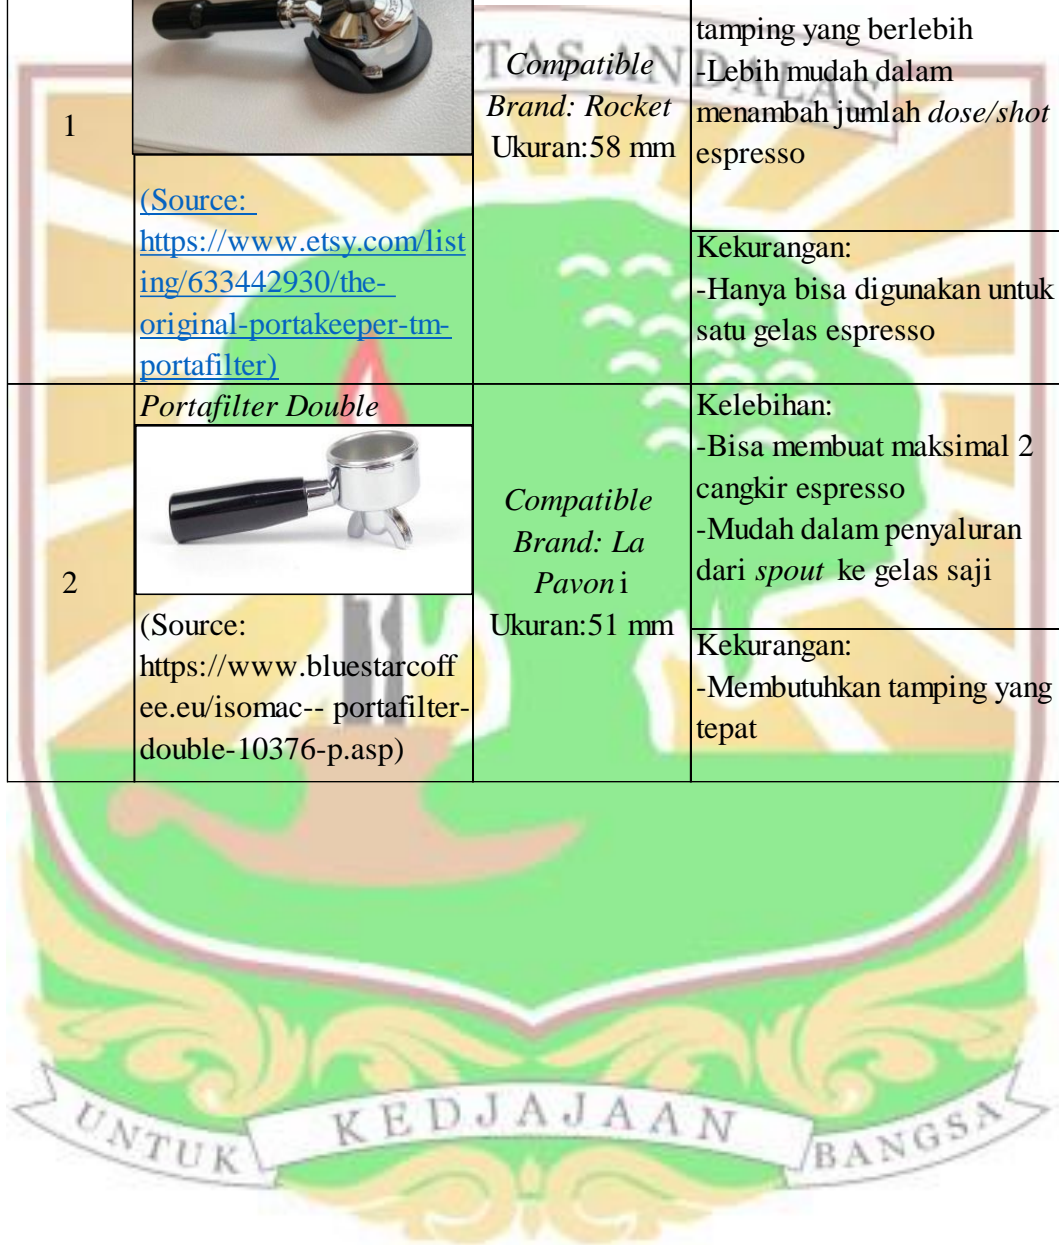 TAS ANDALAS
1
(Source:
https://www.etsy.com/list
ing/633442930/the-
original-portakeeper-tm-
portafilter)
Compatible
Brand: Rocket
Ukuran:58 mm
tamping yang berlebih
-Lebih mudah dalam
menambah jumlah dose/shot
espresso
Kekurangan:
-Hanya bisa digunakan untuk
satu gelas espresso
2
Portafilter Double
(Source:
https://www.bluestarcoff
ee.eu/isomac-- portafilter-
double-10376-p.asp)
Compatible
Brand: La
Pavon i
Ukuran:51 mm
Kelebihan:
-Bisa membuat maksimal 2
cangkir espresso
-Mudah dalam penyaluran
dari spout ke gelas saji
Kekurangan:
-Membutuhkan tamping yang
tepat
UNTUK KEDJAJAAN BANGSA